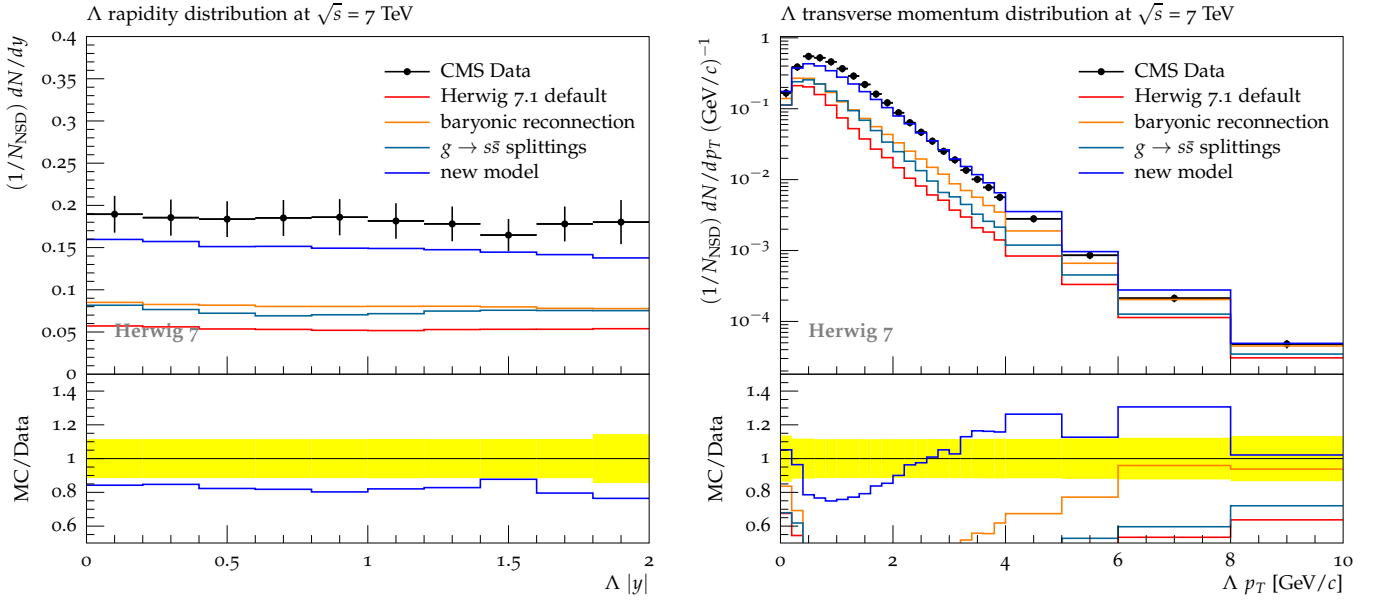 Λ rapidity distribution at √s = 7 TeV
(1/N_NSD) dN/dy
0.4
0.35
0.3
0.25
0.2
0.15
0.1
0.05
0
CMS Data
Herwig 7.1 default
baryonic reconnection
g → ss̄ splittings
new model
Herwig 7
MC/Data
1.4
1.2
1
0.8
0.6
0 0.5 1 1.5 2
Λ |y|
Λ transverse momentum distribution at √s = 7 TeV
(1/N_NSD) dN/dp_T (GeV/c)⁻¹
1
10⁻¹
10⁻²
10⁻³
10⁻⁴
CMS Data
Herwig 7.1 default
baryonic reconnection
g → ss̄ splittings
new model
Herwig 7
MC/Data
1.4
1.2
1
0.8
0.6
0 2 4 6 8 10
Λ p_T [GeV/c]